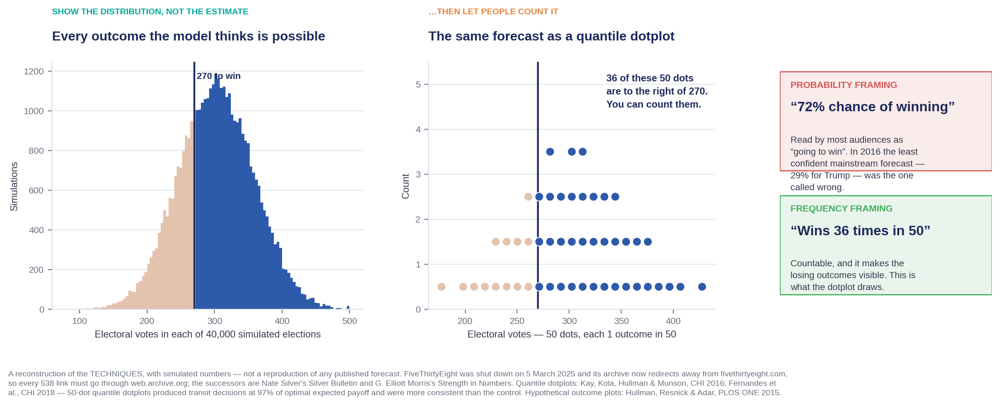 SHOW THE DISTRIBUTION, NOT THE ESTIMATE
Every outcome the model thinks is possible
270 to win
1200
1000
800
600
400
200
0
Simulations
100
200
300
400
500
Electoral votes in each of 40,000 simulated elections
…THEN LET PEOPLE COUNT IT
The same forecast as a quantile dotplot
36 of these 50 dots
are to the right of 270.
You can count them.
5
4
3
2
1
0
Count
200
250
300
350
400
Electoral votes — 50 dots, each 1 outcome in 50
PROBABILITY FRAMING
“72% chance of winning”
Read by most audiences as
“going to win”. In 2016 the least
confident mainstream forecast —
29% for Trump — was the one
called wrong.
FREQUENCY FRAMING
“Wins 36 times in 50”
Countable, and it makes the
losing outcomes visible. This is
what the dotplot draws.
A reconstruction of the TECHNIQUES, with simulated numbers — not a reproduction of any published forecast. FiveThirtyEight was shut down on 5 March 2025 and its archive now redirects away from fivethirtyeight.com,
so every 538 link must go through web.archive.org; the successors are Nate Silver's Silver Bulletin and G. Elliott Morris's Strength in Numbers. Quantile dotplots: Kay, Kola, Hullman & Munson, CHI 2016; Fernandes et
al., CHI 2018 — 50-dot quantile dotplots produced transit decisions at 97% of optimal expected payoff and were more consistent than the control. Hypothetical outcome plots: Hullman, Resnick & Adar, PLOS ONE 2015.